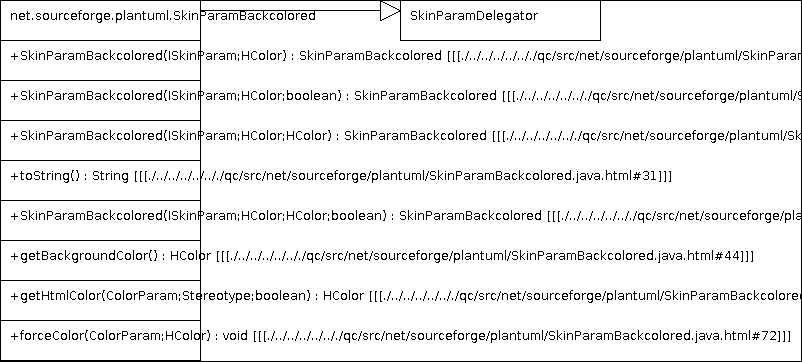 net.sourceforge.plantuml.SkinParamBackcolored
SkinParamDelegator
+SkinParamBackcolored(ISkinParam;HColor) : SkinParamBackcolored [[[./../../../../../../qc/src/net/sourceforge/plantuml/SkinParam
+SkinParamBackcolored(ISkinParam;HColor;boolean) : SkinParamBackcolored [[[./../../../../../../qc/src/net/sourceforge/plantuml/S
+SkinParamBackcolored(ISkinParam;HColor;HColor) : SkinParamBackcolored [[[./../../../../../../qc/src/net/sourceforge/plantuml/Sk
+toString() : String [[[./../../../../../../qc/src/net/sourceforge/plantuml/SkinParamBackcolored.java.html#31]]]
+SkinParamBackcolored(ISkinParam;HColor;HColor;boolean) : SkinParamBackcolored [[[./../../../../../../qc/src/net/sourceforge/pla
+getBackgroundColor() : HColor [[[./../../../../../../qc/src/net/sourceforge/plantuml/SkinParamBackcolored.java.html#44]]]
+getHtmlColor(ColorParam;Stereotype;boolean) : HColor [[[./../../../../../../qc/src/net/sourceforge/plantuml/SkinParamBackcolored
+forceColor(ColorParam;HColor) : void [[[./../../../../../../qc/src/net/sourceforge/plantuml/SkinParamBackcolored.java.html#72]]]